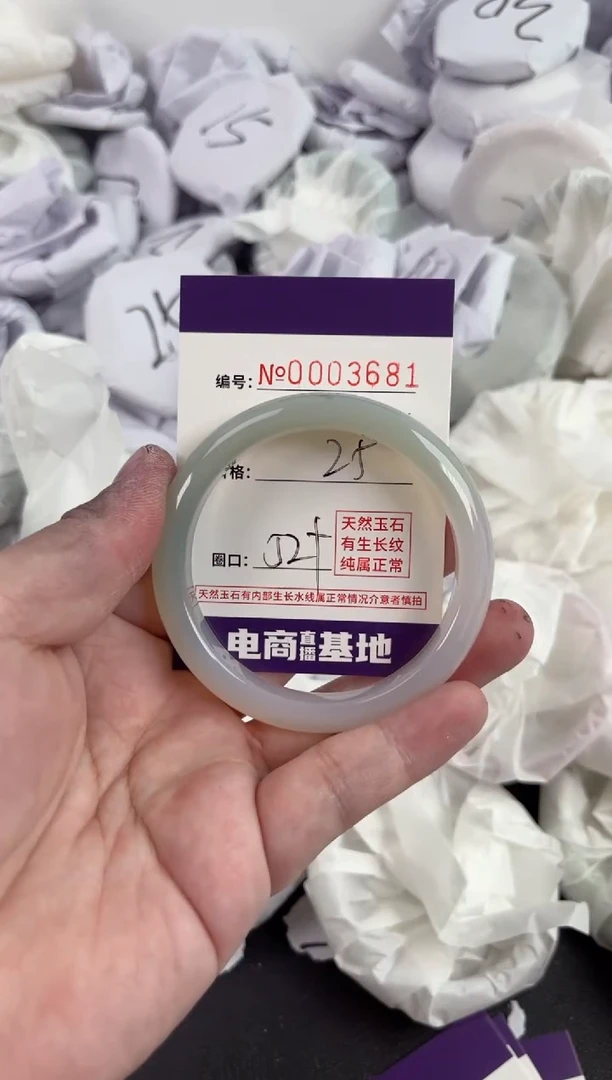 15
编号: №0003681
格: 25
圈口: 52+
天然玉石
有生长纹
纯属正常
天然玉石有内部生长水线属正常情况介意者慎拍
电商直播基地